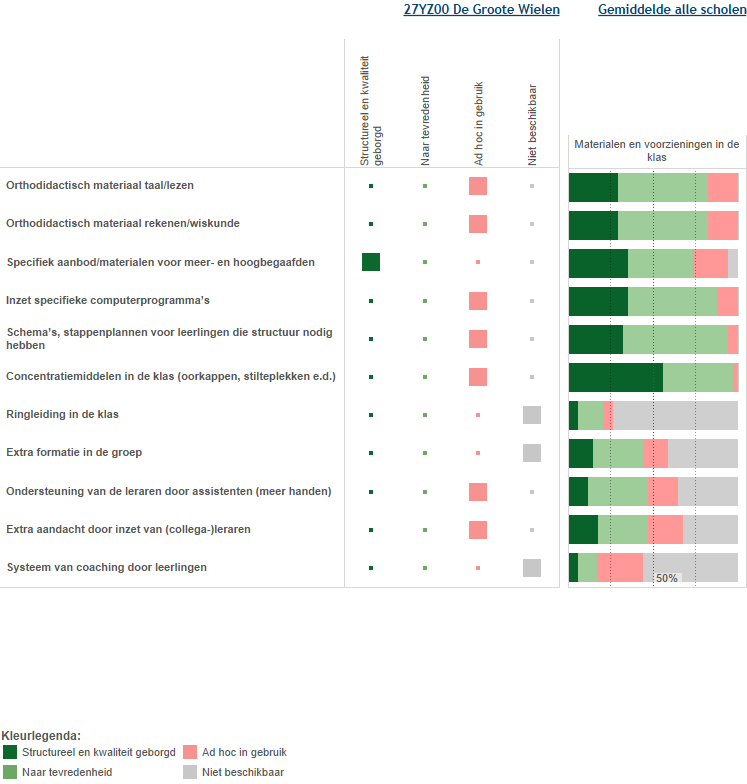 27YZ00 De Groote Wielen
Gemiddelde alle scholen
Structureel en kwaliteit
geborgd
Naar tevredenheid
Ad hoc in gebruik
Niet beschikbaar
Materialen en voorzieningen in de
klas
Orthodidactisch materiaal taal/lezen
Orthodidactisch materiaal rekenen/wiskunde
Specifiek aanbod/materialen voor meer- en hoogbegaafden
Inzet specifieke computerprogramma's
Schema's, stappenplannen voor leerlingen die structuur nodig
hebben
Concentratiemiddelen in de klas (oorkappen, stilteplekken e.d.)
Ringleiding in de klas
Extra formatie in de groep
Ondersteuning van de leraren door assistenten (meer handen)
Extra aandacht door inzet van (collega-)leraren
Systeem van coaching door leerlingen
50%
Kleurlegenda:
Structureel en kwaliteit geborgd
Ad hoc in gebruik
Naar tevredenheid
Niet beschikbaar